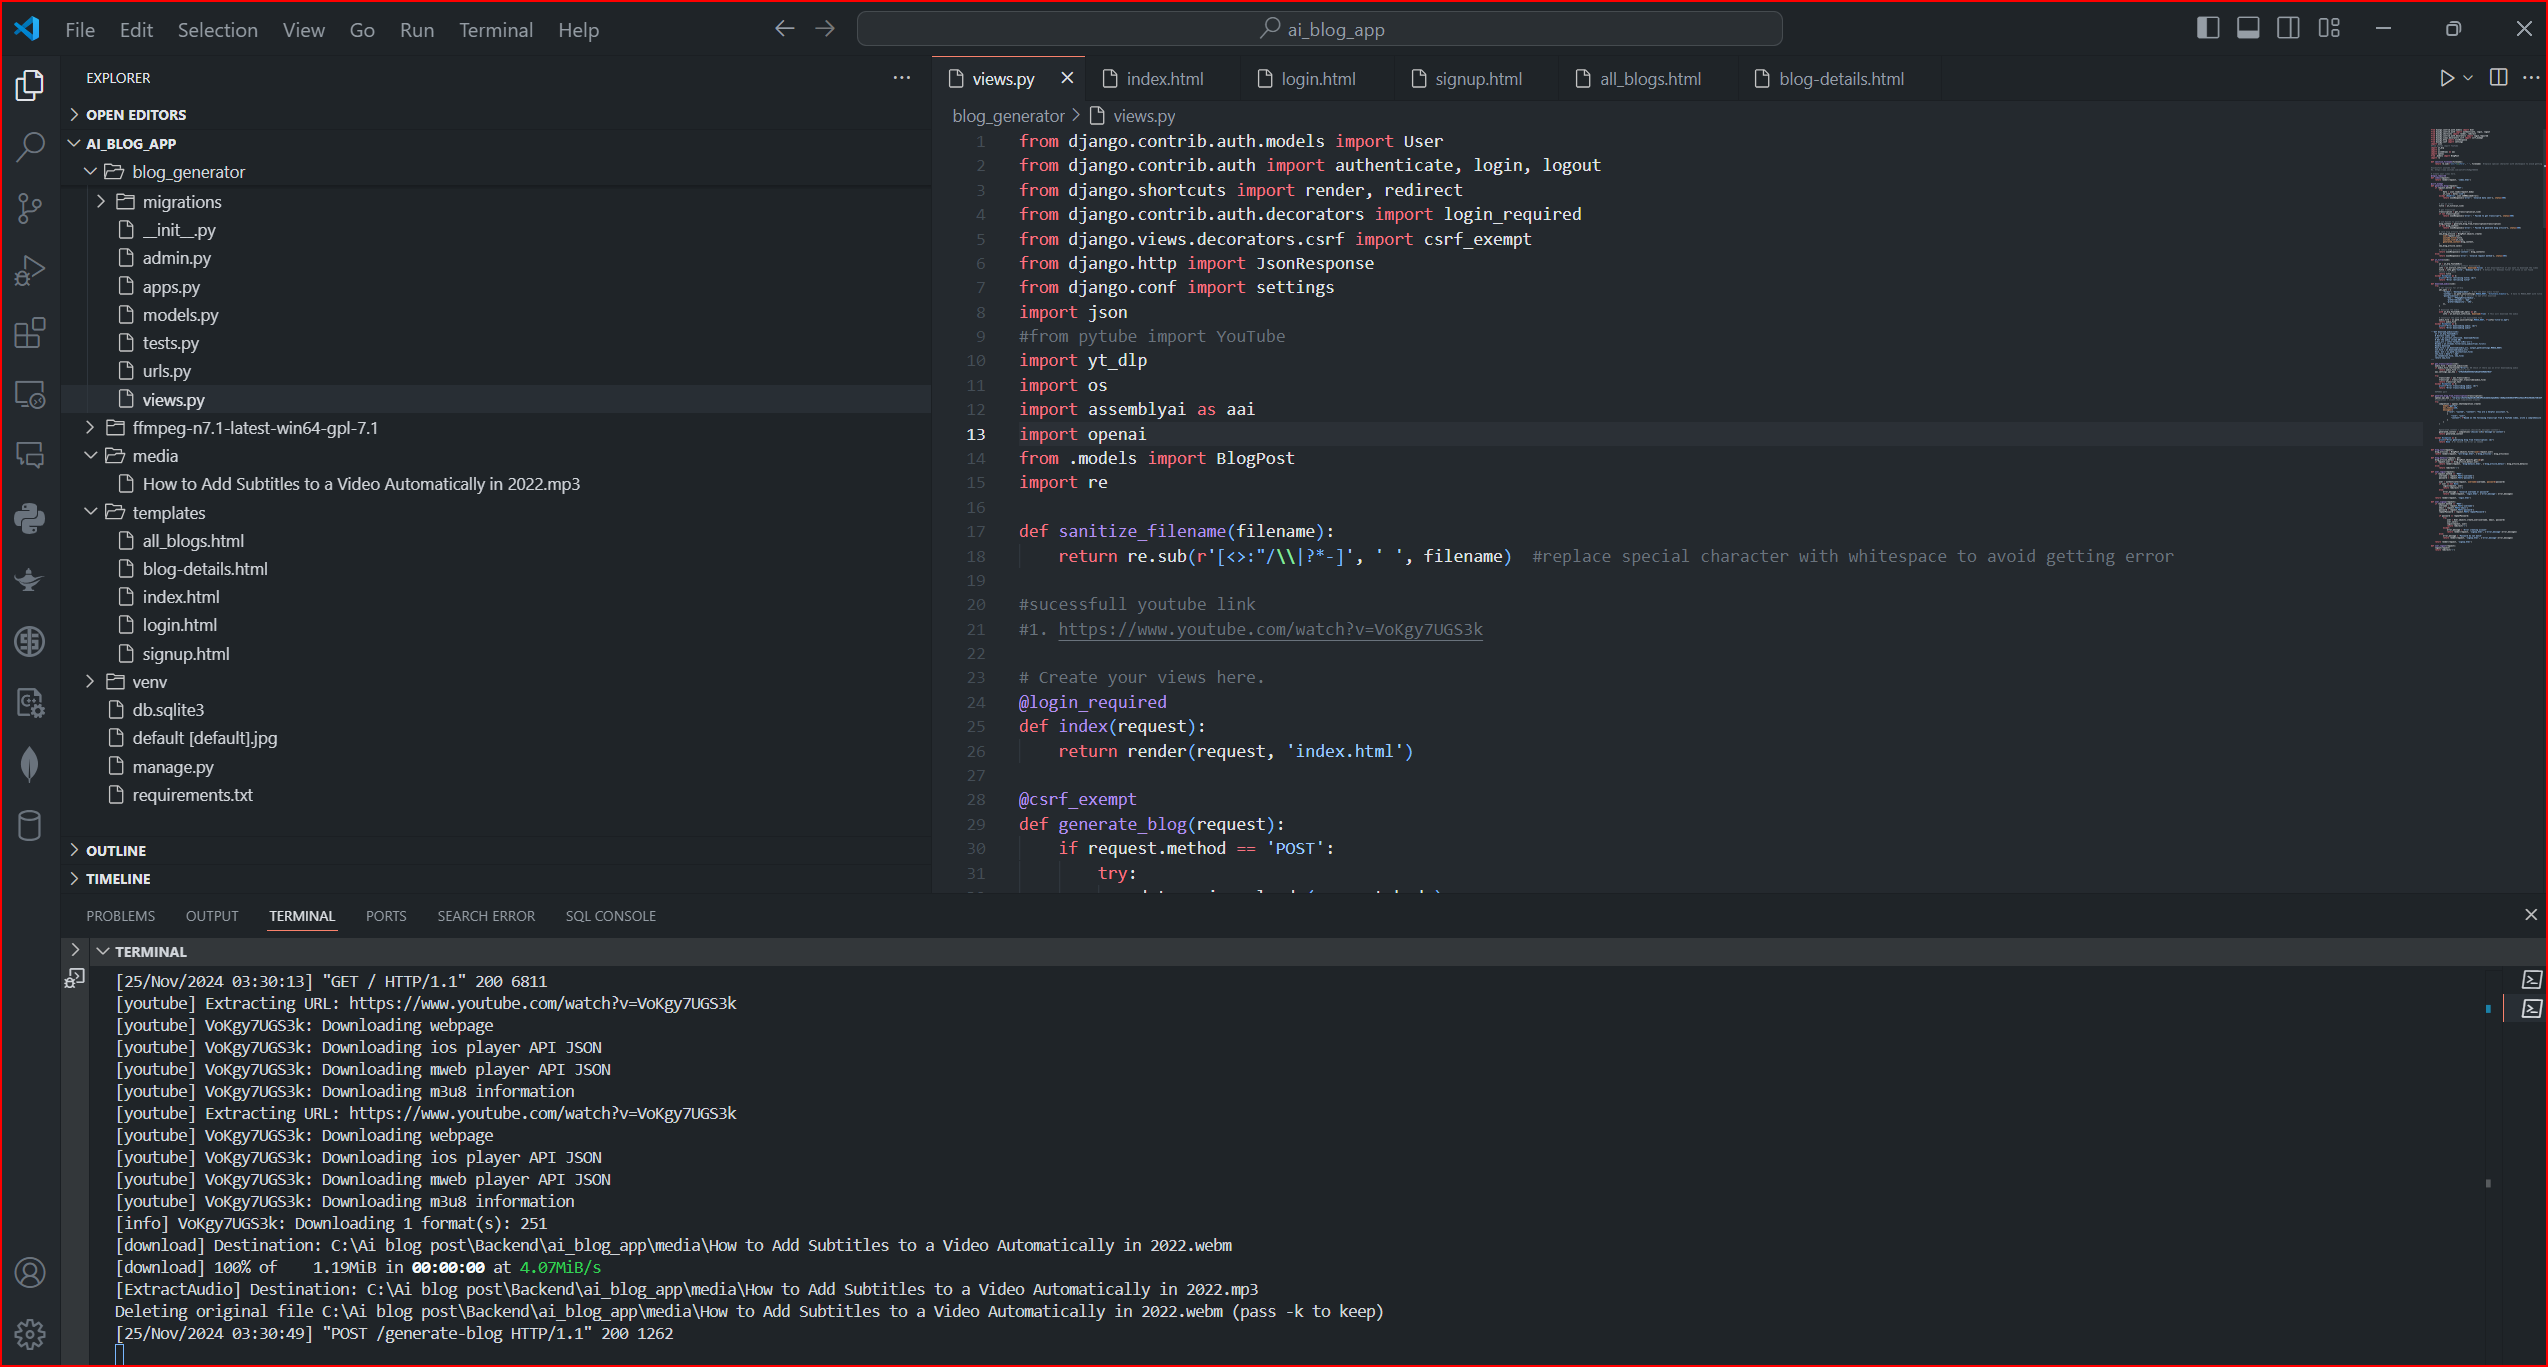 File Edit Selection View Go Run Terminal Help
ai_blog_app
EXPLORER
OPEN EDITORS
AI_BLOG_APP
blog_generator
migrations
__init__.py
admin.py
apps.py
models.py
tests.py
urls.py
views.py
ffmpeg-n7.1-latest-win64-gpl-7.1
media
How to Add Subtitles to a Video Automatically in 2022.mp3
templates
all_blogs.html
blog-details.html
index.html
login.html
signup.html
venv
db.sqlite3
default [default].jpg
manage.py
requirements.txt
OUTLINE
TIMELINE
views.py index.html login.html signup.html all_blogs.html blog-details.html
blog_generator > views.py
1 from django.contrib.auth.models import User
2 from django.contrib.auth import authenticate, login, logout
3 from django.shortcuts import render, redirect
4 from django.contrib.auth.decorators import login_required
5 from django.views.decorators.csrf import csrf_exempt
6 from django.http import JsonResponse
7 from django.conf import settings
8 import json
9 #from pytube import YouTube
10 import yt_dlp
11 import os
12 import assemblyai as aai
13 import openai
14 from .models import BlogPost
15 import re
16
17 def sanitize_filename(filename):
18 return re.sub(r'[<>:"/\\|?*-]', ' ', filename) #replace special character with whitespace to avoid getting error
19
20 #sucessfull youtube link
21 #1. https://www.youtube.com/watch?v=VoKgy7UGS3k
22
23 # Create your views here.
24 @login_required
25 def index(request):
26 return render(request, 'index.html')
27
28 @csrf_exempt
29 def generate_blog(request):
30 if request.method == 'POST':
31 try:
PROBLEMS OUTPUT TERMINAL PORTS SEARCH ERROR SQL CONSOLE
TERMINAL
[25/Nov/2024 03:30:13] "GET / HTTP/1.1" 200 6811
[youtube] Extracting URL: https://www.youtube.com/watch?v=VoKgy7UGS3k
[youtube] VoKgy7UGS3k: Downloading webpage
[youtube] VoKgy7UGS3k: Downloading ios player API JSON
[youtube] VoKgy7UGS3k: Downloading mweb player API JSON
[youtube] VoKgy7UGS3k: Downloading m3u8 information
[youtube] Extracting URL: https://www.youtube.com/watch?v=VoKgy7UGS3k
[youtube] VoKgy7UGS3k: Downloading webpage
[youtube] VoKgy7UGS3k: Downloading ios player API JSON
[youtube] VoKgy7UGS3k: Downloading mweb player API JSON
[youtube] VoKgy7UGS3k: Downloading m3u8 information
[info] VoKgy7UGS3k: Downloading 1 format(s): 251
[download] Destination: C:\Ai blog post\Backend\ai_blog_app\media\How to Add Subtitles to a Video Automatically in 2022.webm
[download] 100% of 1.19MiB in 00:00:00 at 4.07MiB/s
[ExtractAudio] Destination: C:\Ai blog post\Backend\ai_blog_app\media\How to Add Subtitles to a Video Automatically in 2022.mp3
Deleting original file C:\Ai blog post\Backend\ai_blog_app\media\How to Add Subtitles to a Video Automatically in 2022.webm (pass -k to keep)
[25/Nov/2024 03:30:49] "POST /generate-blog HTTP/1.1" 200 1262